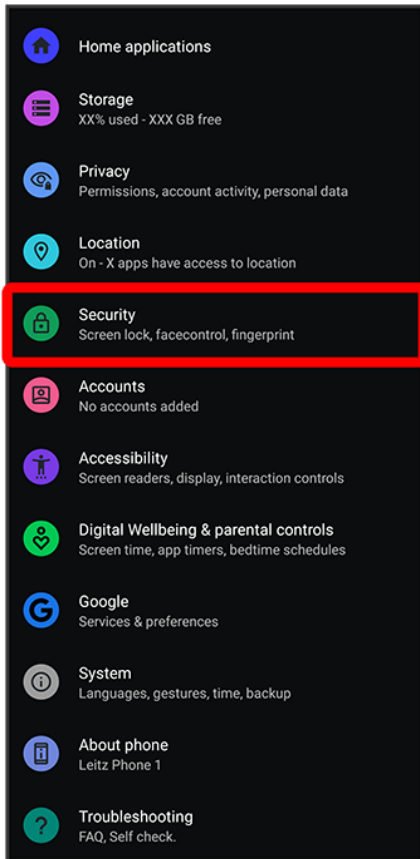 Home applications
Storage
XX% used - XXX GB free
Privacy
Permissions, account activity, personal data
Location
On - X apps have access to location
Security
Screen lock, facecontrol, fingerprint
Accounts
No accounts added
Accessibility
Screen readers, display, interaction controls
Digital Wellbeing & parental controls
Screen time, app timers, bedtime schedules
Google
Services & preferences
System
Languages, gestures, time, backup
About phone
Leitz Phone 1
Troubleshooting
FAQ, Self check.